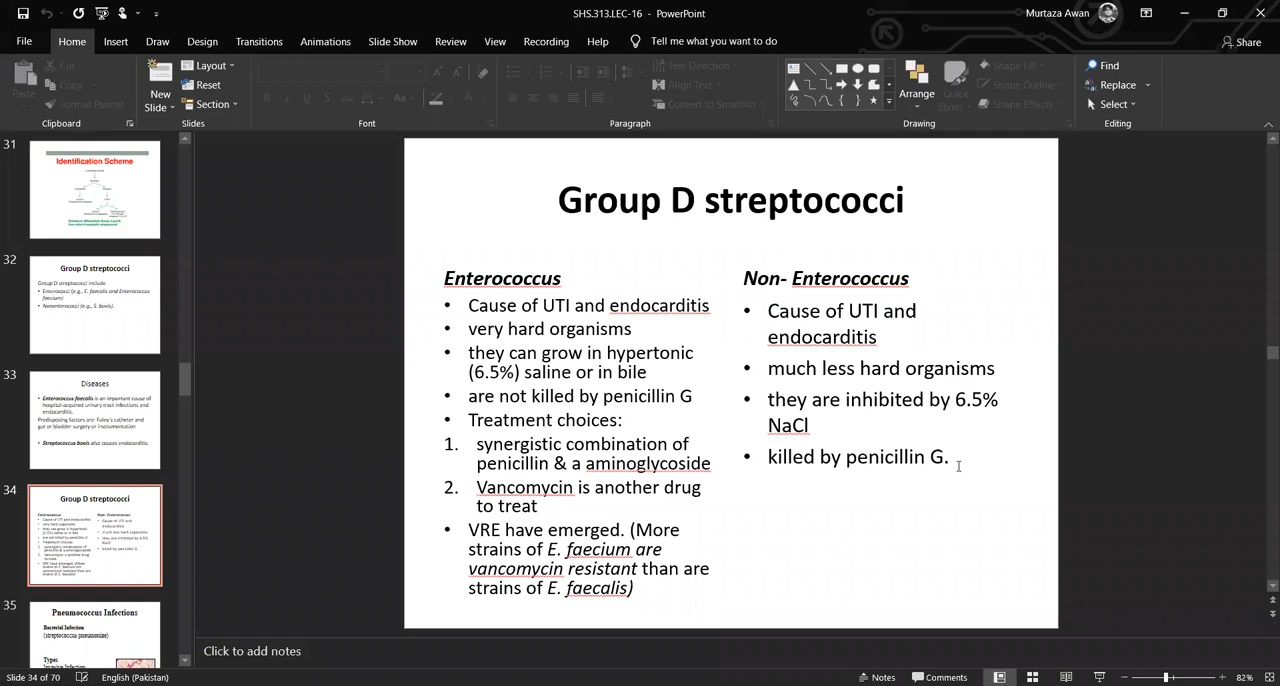 SHS.313.LEC-16 - PowerPoint
Murtaza Awan
File Home Insert Draw Design Transitions Animations Slide Show Review View Recording Help Tell me what you want to do
Share
Paste
Cut
Copy
Format Painter
Clipboard
New Slide
Layout
Reset
Section
Slides
Font
Text Direction
Align Text
Convert to SmartArt
Paragraph
Arrange
Quick Styles
Shape Fill
Shape Outline
Shape Effects
Drawing
Find
Replace
Select
Editing
31
Identification Scheme
32
Group D streptococci
Group D streptococci include
Enterococci (e.g., E. faecalis and Enterococcus
faecium)
Nonenterococci (e.g., S. bovis).
33
Diseases
Enterococcus faecalis is an important cause of
hospital-acquired urinary tract infections and
endocarditis.
Predisposing factors are: Foley's catheter and
gut or bladder surgery or instrumentation
Streptococcus bovis also causes endocarditis.
34
Group D streptococci
35
Pneumococcus Infections
Bacterial Infection
(streptococcus pneumoniae)
Types
Group D streptococci
Enterococcus
• Cause of UTI and endocarditis
• very hard organisms
• they can grow in hypertonic
(6.5%) saline or in bile
• are not killed by penicillin G
• Treatment choices:
1. synergistic combination of
penicillin & a aminoglycoside
2. Vancomycin is another drug
to treat
• VRE have emerged. (More
strains of E. faecium are
vancomycin resistant than are
strains of E. faecalis)
Non- Enterococcus
• Cause of UTI and
endocarditis
• much less hard organisms
• they are inhibited by 6.5%
NaCl
• killed by penicillin G.
Click to add notes
Slide 34 of 70 English (Pakistan) Notes Comments 82%